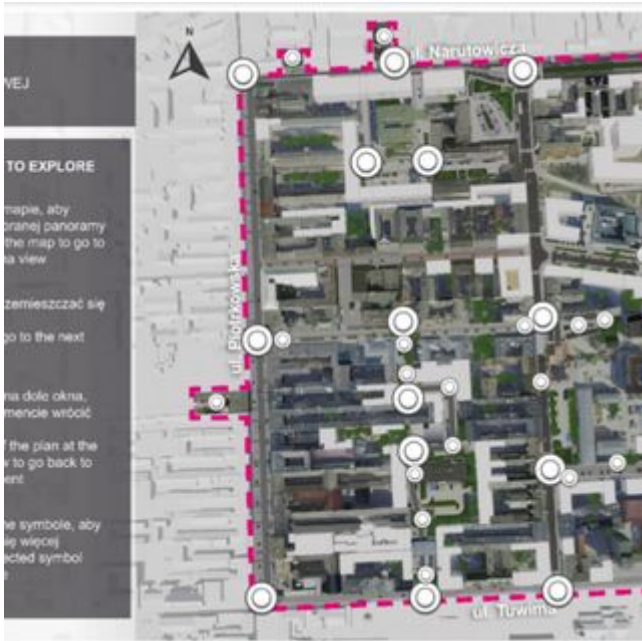 WEJ
TO EXPLORE
mapie, aby
branej panoramy
the map to go to
na view
rzemieszczać się
go to the next
na dole okna,
mencie wrócić
f the plan at the
w to go back to
ent
ne symbole, aby
się więcej
ected symbol
e
N
ul. Narutowicza
ul. Piotrkowska
ul. Tuwima